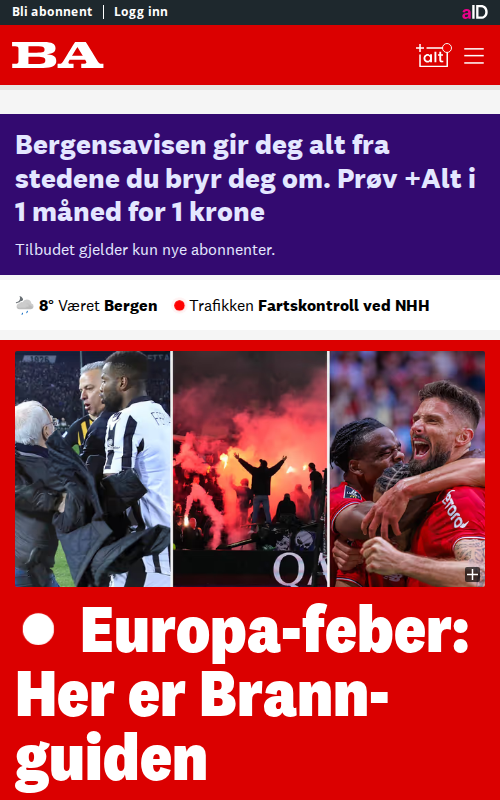 Bli abonnent | Logg inn
aID
BA
+alt
Bergensavisen gir deg alt fra
stedene du bryr deg om. Prøv +Alt i
1 måned for 1 krone
Tilbudet gjelder kun nye abonnenter.
8° Været Bergen Trafikken Fartskontroll ved NHH
Europa-feber:
Her er Brann-
guiden